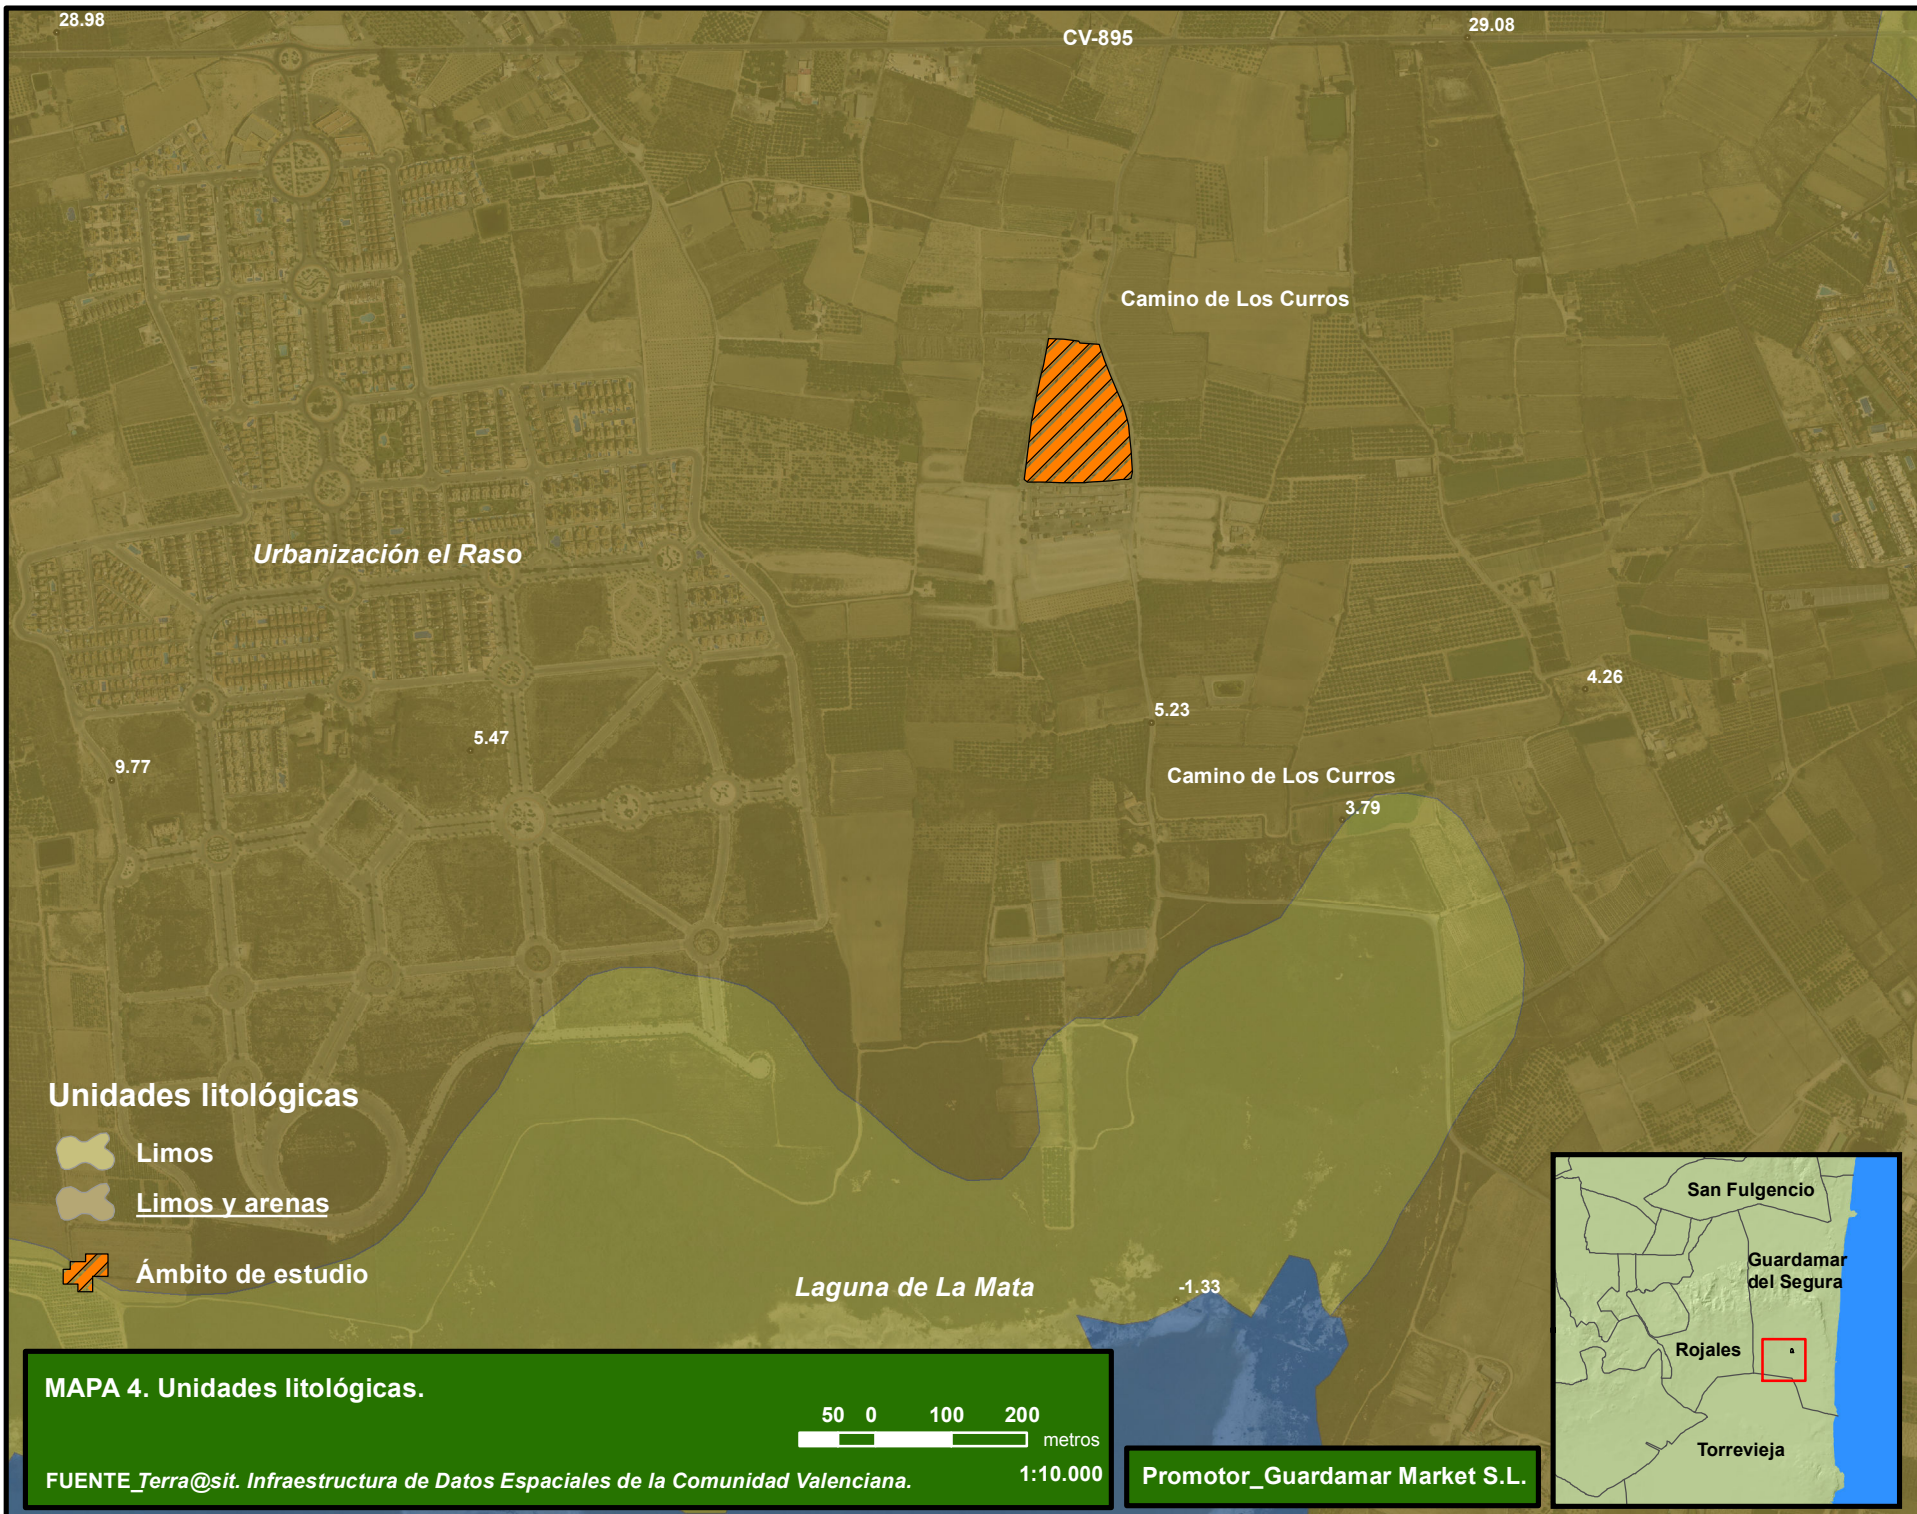 28.98
CV-895
29.08
Camino de Los Curros
Urbanización el Raso
4.26
5.23
5.47
9.77
Camino de Los Curros
3.79
Unidades litológicas
Limos
Limos y arenas
Ámbito de estudio
Laguna de La Mata
-1.33
San Fulgencio
Guardamar
del Segura
Rojales
Torrevieja
MAPA 4. Unidades litológicas.
50 0 100 200
metros
1:10.000
FUENTE_Terra@sit. Infraestructura de Datos Espaciales de la Comunidad Valenciana.
Promotor_Guardamar Market S.L.